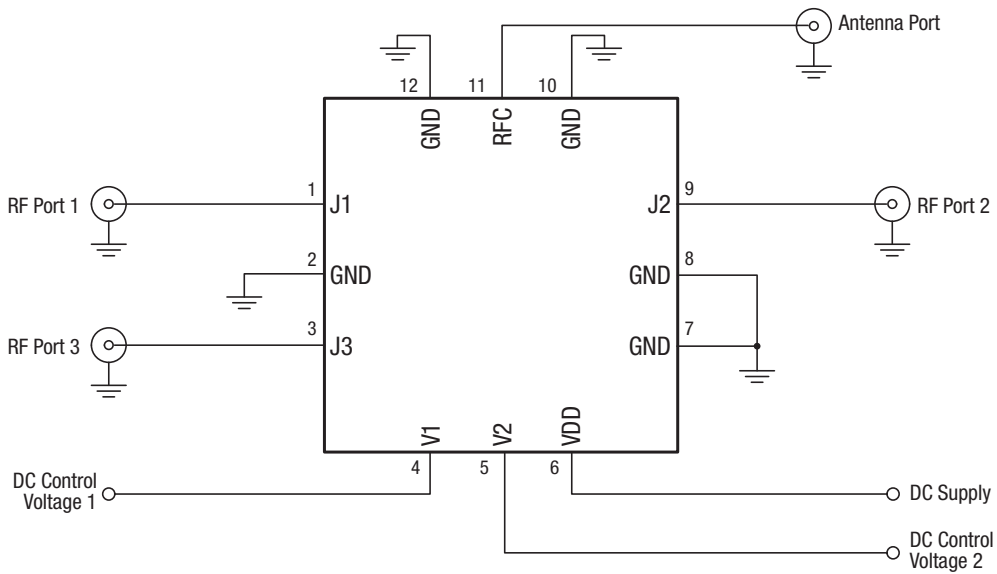 Antenna Port
12
11
10
GND
RFC
GND
RF Port 1
1
J1
J2
9
RF Port 2
2
GND
GND
8
RF Port 3
3
J3
GND
7
V1
V2
VDD
4
5
6
DC Control
Voltage 1
DC Supply
DC Control
Voltage 2